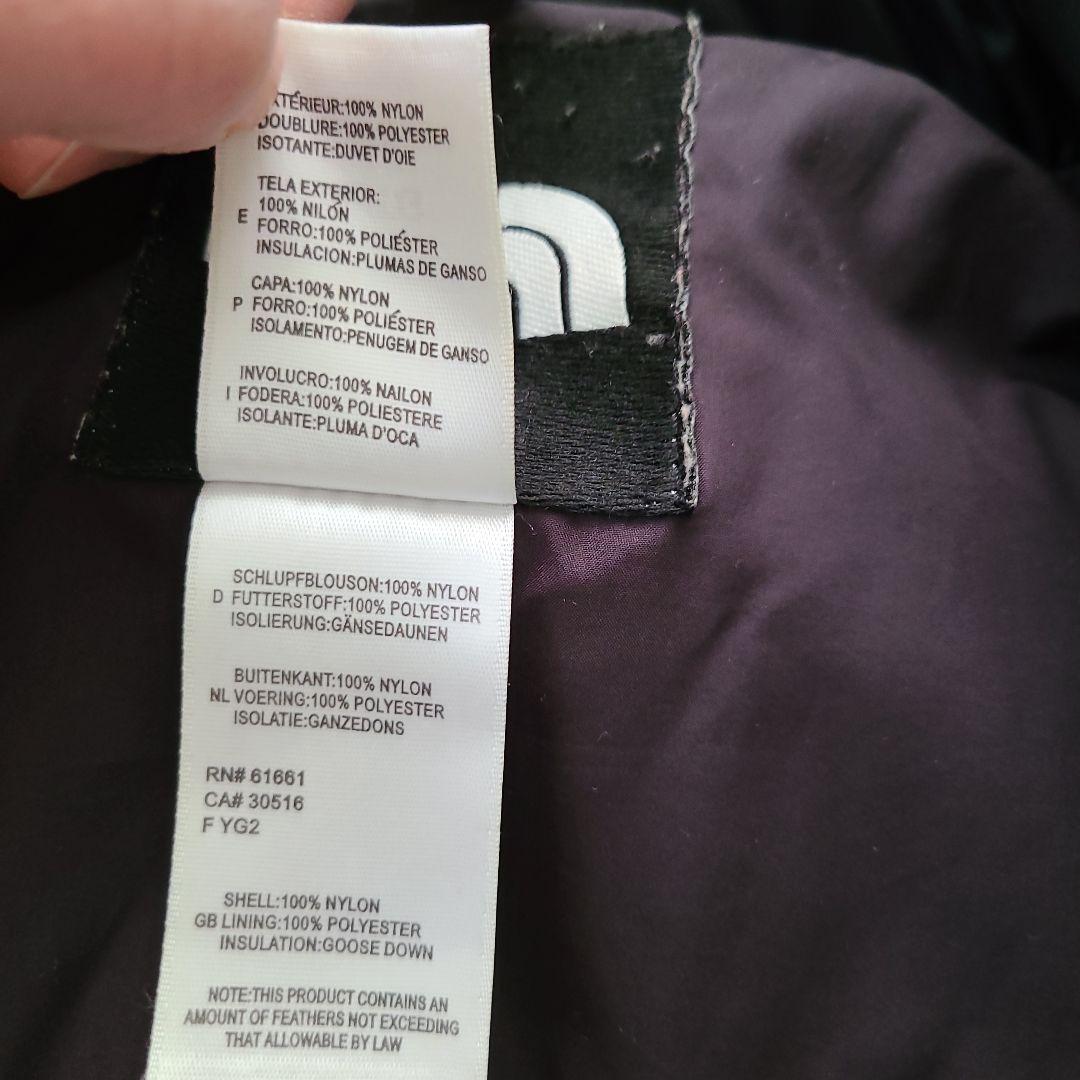 XTÉRIEUR:100% NYLON
DOUBLURE:100% POLYESTER
ISOTANTE:DUVET D'OIE
TELA EXTERIOR:
100% NILÓN
E FORRO:100% POLIÉSTER
INSULACION:PLUMAS DE GANSO
CAPA:100% NYLON
P FORRO:100% POLIÉSTER
ISOLAMENTO:PENUGEM DE GANSO
INVOLUCRO:100% NAILON
I FODERA:100% POLIESTERE
ISOLANTE:PLUMA D'OCA
SCHLUPFBLOUSON:100% NYLON
D FUTTERSTOFF:100% POLYESTER
ISOLIERUNG:GÄNSEDAUNEN
BUITENKANT:100% NYLON
NL VOERING:100% POLYESTER
ISOLATIE:GANZEDONS
RN# 61661
CA# 30516
F YG2
SHELL:100% NYLON
GB LINING:100% POLYESTER
INSULATION:GOOSE DOWN
NOTE:THIS PRODUCT CONTAINS AN
AMOUNT OF FEATHERS NOT EXCEEDING
THAT ALLOWABLE BY LAW